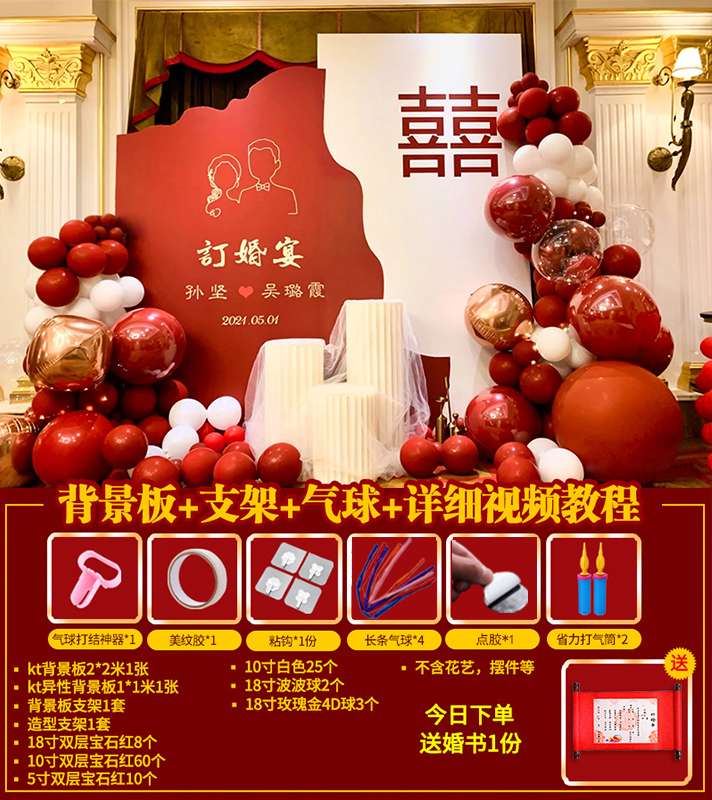 囍
訂婚宴
孙坚 ❤ 吴璐霞
2021.05.01
背景板+支架+气球+详细视频教程
气球打结神器*1
美纹胶*1
粘钩*1份
长条气球*4
点胶*1
省力打气筒*2
kt背景板2*2米1张
kt异性背景板1*1米1张
背景板支架1套
造型支架1套
18寸双层宝石红8个
10寸双层宝石红60个
5寸双层宝石红10个
10寸白色25个
18寸波波球2个
18寸玫瑰金4D球3个
不含花艺，摆件等
今日下单
送婚书1份
送